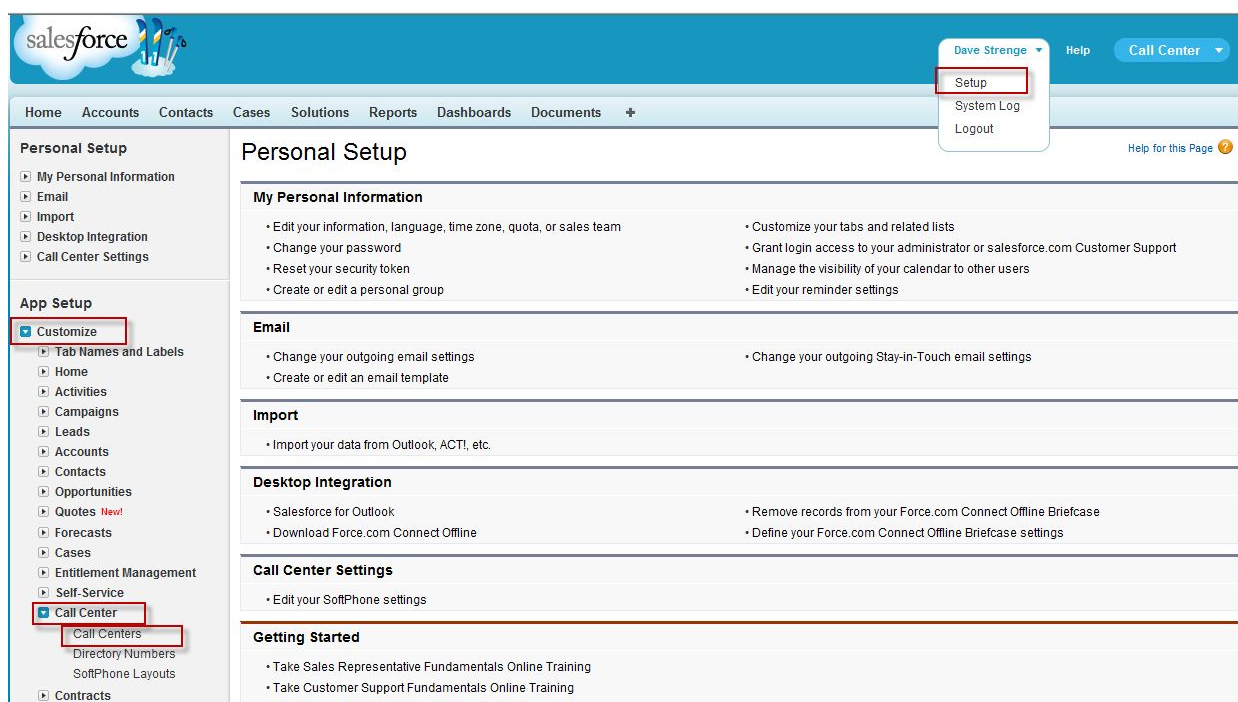 salesforce
Dave Strenge
Help
Call Center
Setup
System Log
Logout
Home Accounts Contacts Cases Solutions Reports Dashboards Documents +
Personal Setup
My Personal Information
Email
Import
Desktop Integration
Call Center Settings
App Setup
Customize
Tab Names and Labels
Home
Activities
Campaigns
Leads
Accounts
Contacts
Opportunities
Quotes New!
Forecasts
Cases
Entitlement Management
Self-Service
Call Center
Call Centers
Directory Numbers
SoftPhone Layouts
Contracts
Personal Setup
Help for this Page ?
My Personal Information
• Edit your information, language, time zone, quota, or sales team
• Change your password
• Reset your security token
• Create or edit a personal group
• Customize your tabs and related lists
• Grant login access to your administrator or salesforce.com Customer Support
• Manage the visibility of your calendar to other users
• Edit your reminder settings
Email
• Change your outgoing email settings
• Create or edit an email template
• Change your outgoing Stay-in-Touch email settings
Import
• Import your data from Outlook, ACT!, etc.
Desktop Integration
• Salesforce for Outlook
• Download Force.com Connect Offline
• Remove records from your Force.com Connect Offline Briefcase
• Define your Force.com Connect Offline Briefcase settings
Call Center Settings
• Edit your SoftPhone settings
Getting Started
• Take Sales Representative Fundamentals Online Training
• Take Customer Support Fundamentals Online Training